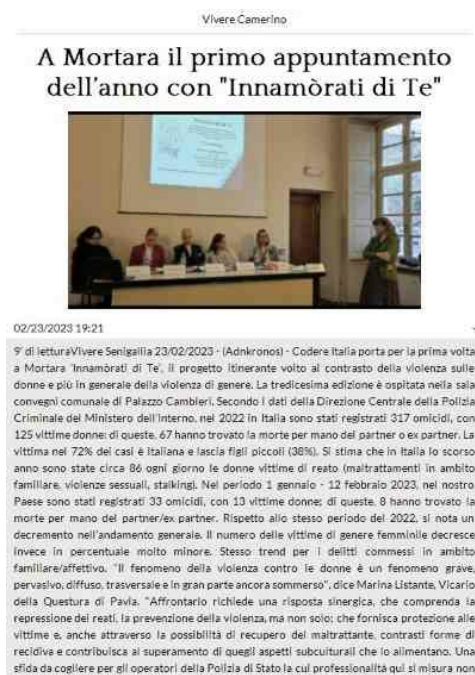 Vivere Camerino
A Mortara il primo appuntamento
dell'anno con "Innamòrati di Te"
02/23/2023 19:21
9' di letturaVivere Senigallia 23/02/2023 - (Adnkronos) - Codere Italia porta per la prima volta
a Mortara 'Innamòrati di Te', il progetto itinerante volto al contrasto della violenza sulle
donne e più in generale della violenza di genere. La tredicesima edizione è ospitata nella sala
convegni comunale di Palazzo Cambieri. Secondo i dati della Direzione Centrale della Polizia
Criminale del Ministero dell'Interno, nel 2022 in Italia sono stati registrati 317 omicidi, con
125 vittime donne: di queste, 67 hanno trovato la morte per mano del partner o ex partner. La
vittima nel 72% dei casi è italiana e lascia figli piccoli (38%). Si stima che in Italia lo scorso
anno sono state circa 86 ogni giorno le donne vittime di reato (maltrattamenti in ambito
familiare, violenze sessuali, stalking). Nel periodo 1 gennaio - 12 febbraio 2023, nel nostro
Paese sono stati registrati 33 omicidi, con 13 vittime donne; di queste, 8 hanno trovato la
morte per mano del partner/ex partner. Rispetto allo stesso periodo del 2022, si nota un
decremento nell'andamento generale. Il numero delle vittime di genere femminile decresce
invece in percentuale molto minore. Stesso trend per i delitti commessi in ambito
familiare/affettivo. "Il fenomeno della violenza contro le donne è un fenomeno grave,
pervasivo, diffuso, trasversale e in gran parte ancora sommerso", dice Marina Listante, Vicario
della Questura di Pavia. "Affrontarlo richiede una risposta sinergica, che comprenda la
repressione dei reati, la prevenzione della violenza, ma non solo; che fornisca protezione alle
vittime e, anche attraverso la possibilità di recupero del maltrattante, contrasti forme di
recidiva e contribuisca al superamento di quegli aspetti subculturali che lo alimentano. Una
sfida da cogliere per gli operatori della Polizia di Stato la cui professionalità qui si misura non